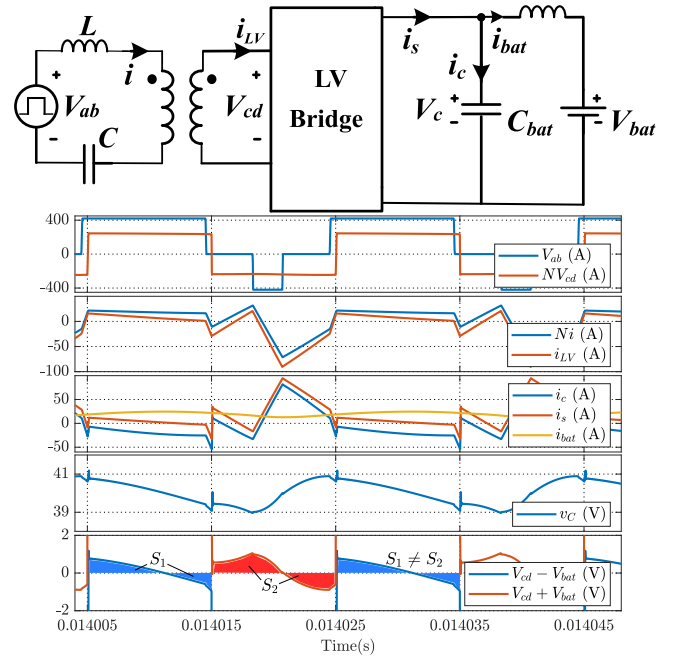 L
i
i_LV
i_s
i_bat
+
V_ab
-
C
+
V_cd
-
LV
Bridge
i_c
V_c
+
-
C_bat
+
-
V_bat
400
0
-400
V_ab (A)
NV_cd (A)
0
-50
-100
Ni (A)
i_LV (A)
50
0
-50
i_c (A)
i_s (A)
i_bat (A)
41
39
v_C (V)
2
0
-2
S_1
S_2
S_1 ≠ S_2
V_cd − V_bat (V)
V_cd + V_bat (V)
0.014005 0.014015 0.014025 0.014035 0.014045
Time(s)